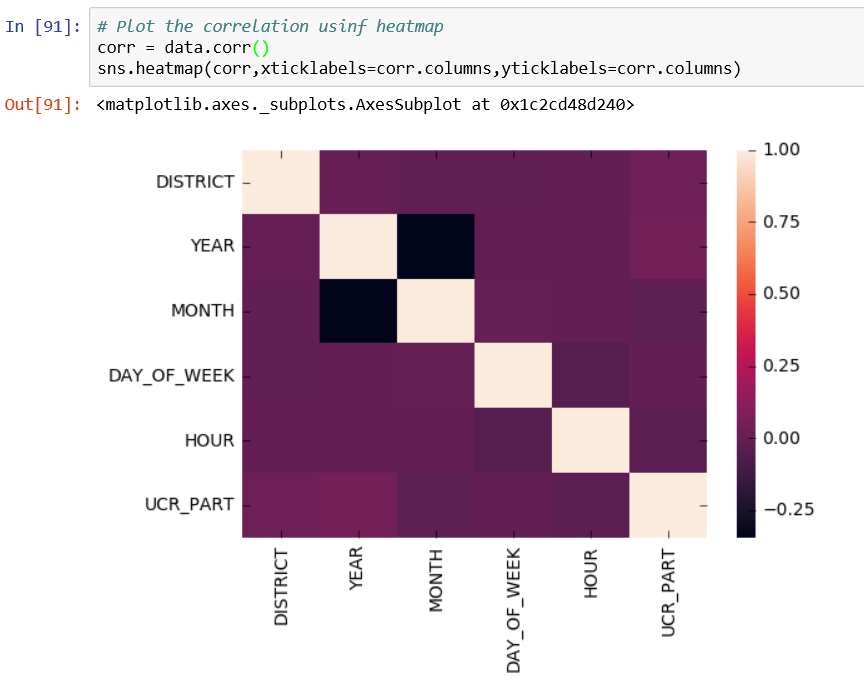 In [91]: # Plot the correlation usinf heatmap
corr = data.corr()
sns.heatmap(corr,xticklabels=corr.columns,yticklabels=corr.columns)
Out[91]: <matplotlib.axes._subplots.AxesSubplot at 0x1c2cd48d240>
DISTRICT
YEAR
MONTH
DAY_OF_WEEK
HOUR
UCR_PART
DISTRICT
YEAR
MONTH
DAY_OF_WEEK
HOUR
UCR_PART
1.00
0.75
0.50
0.25
0.00
−0.25